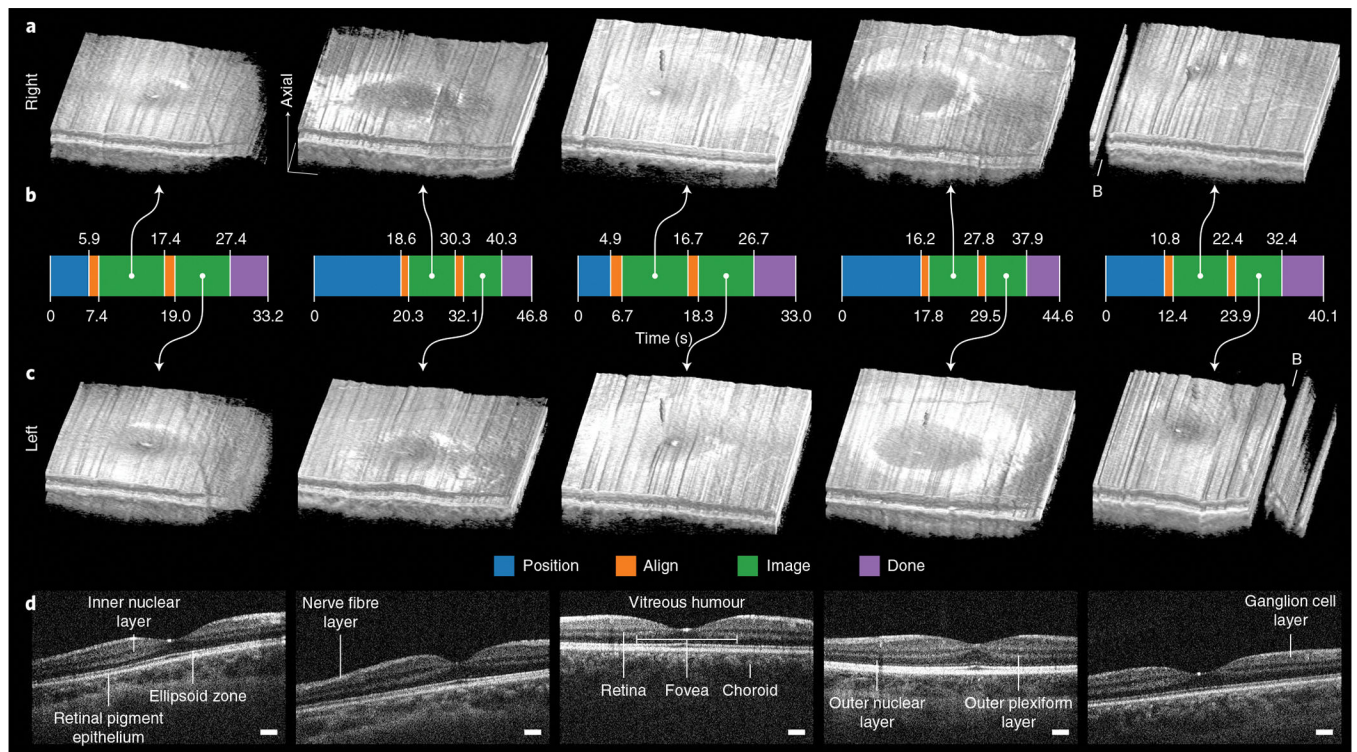 a
Right
Axial
B
b
5.9 17.4 27.4
18.6 30.3 40.3
4.9 16.7 26.7
16.2 27.8 37.9
10.8 22.4 32.4
0 7.4 19.0 33.2
0 20.3 32.1 46.8
0 6.7 18.3 33.0
0 17.8 29.5 44.6
0 12.4 23.9 40.1
Time (s)
c
Left
B
Position Align Image Done
d
Inner nuclear
layer
Ellipsoid zone
Retinal pigment
epithelium
Nerve fibre
layer
Vitreous humour
Retina Fovea Choroid
Outer nuclear
layer
Outer plexiform
layer
Ganglion cell
layer